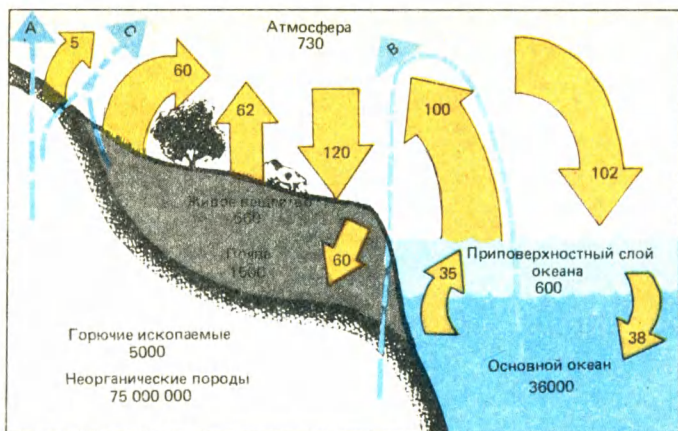 A
5
C
Атмосфера
730
B
60
62
100
120
102
Живое вещество
560
Почва
1500
60
35
Приповерхностный слой
океана
600
38
Горючие ископаемые
5000
Основной океан
36000
Неорганические породы
75 000 000